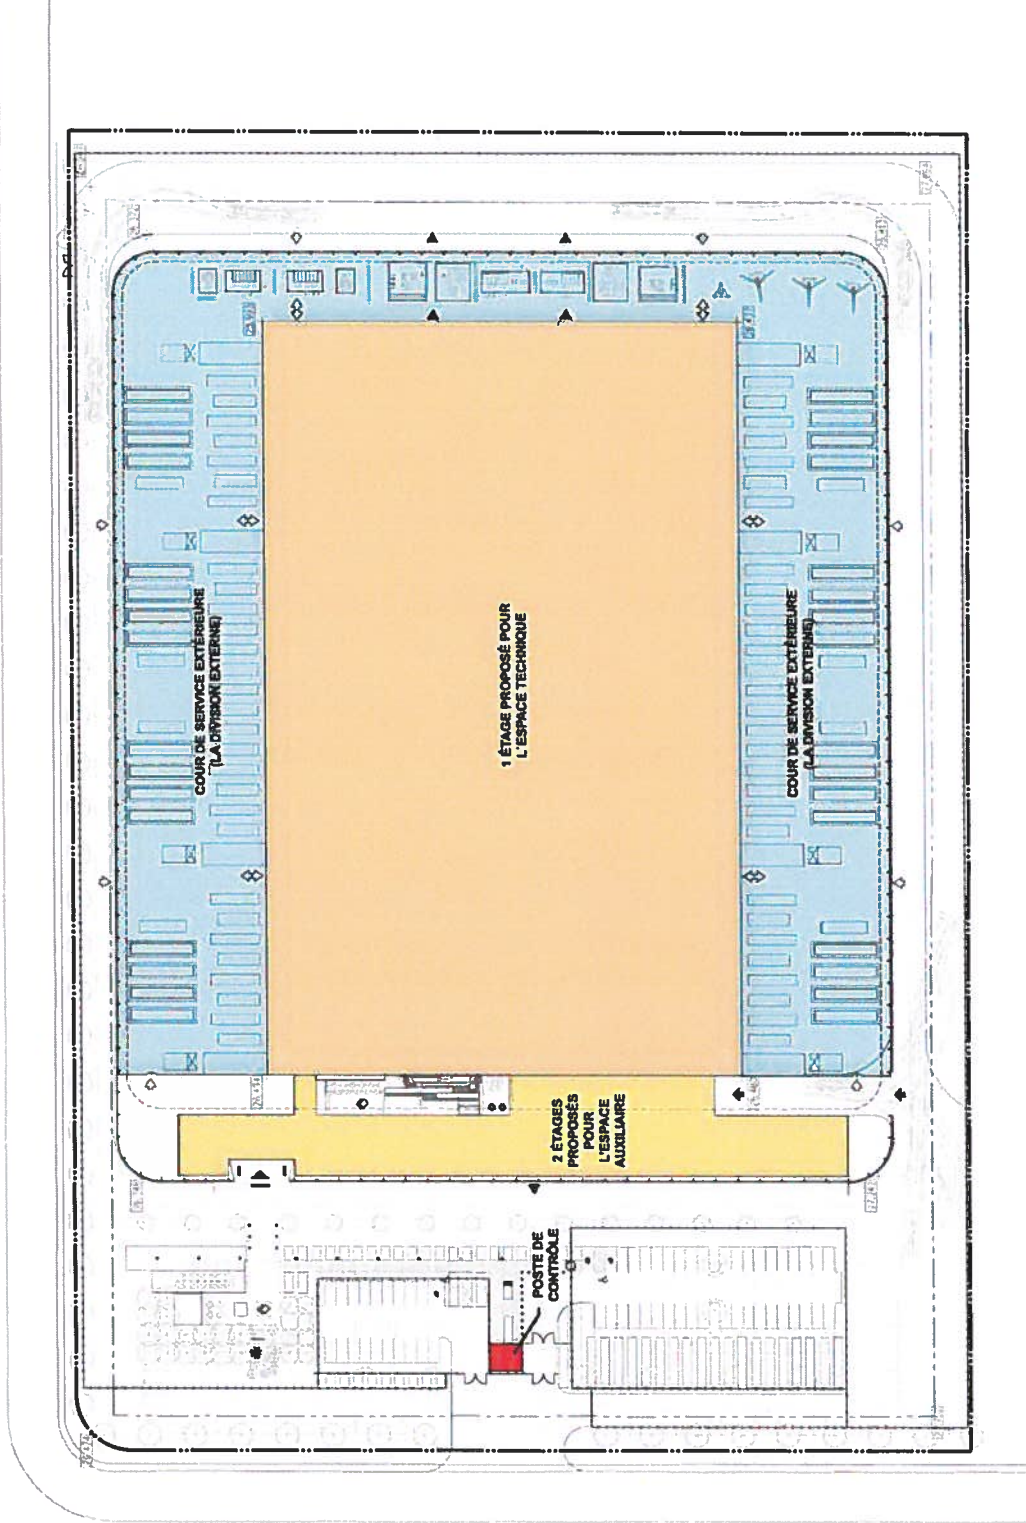 COUR DE SERVICE EXTÉRIEURE
(LA DIVISION EXTERNE)
1 ÉTAGE PROPOSÉ POUR
L'ESPACE TECHNIQUE
COUR DE SERVICE EXTÉRIEURE
(LA DIVISION EXTERNE)
2 ÉTAGES
PROPOSÉS
POUR
L'ESPACE
AUXILIAIRE
POSTE DE
CONTRÔLE